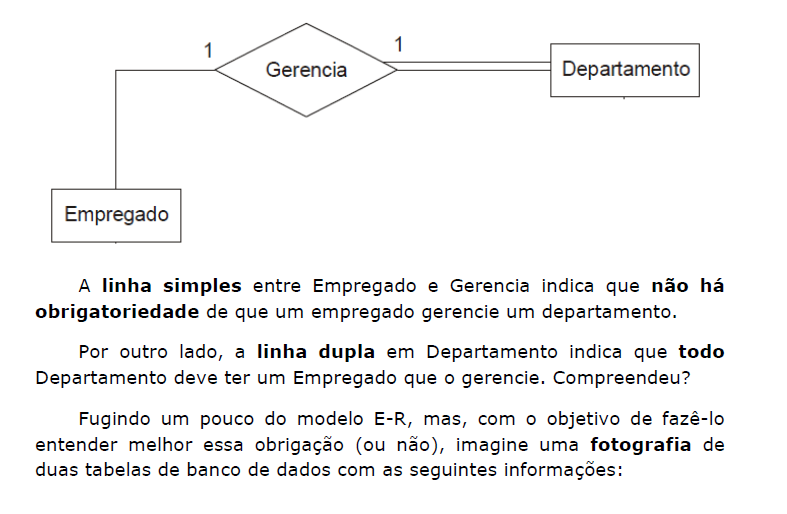 1
1
Gerencia
Departamento
Empregado
A linha simples entre Empregado e Gerencia indica que não há
obrigatoriedade de que um empregado gerencie um departamento.
Por outro lado, a linha dupla em Departamento indica que todo
Departamento deve ter um Empregado que o gerencie. Compreendeu?
Fugindo um pouco do modelo E-R, mas, com o objetivo de fazê-lo
entender melhor essa obrigação (ou não), imagine uma fotografia de
duas tabelas de banco de dados com as seguintes informações: